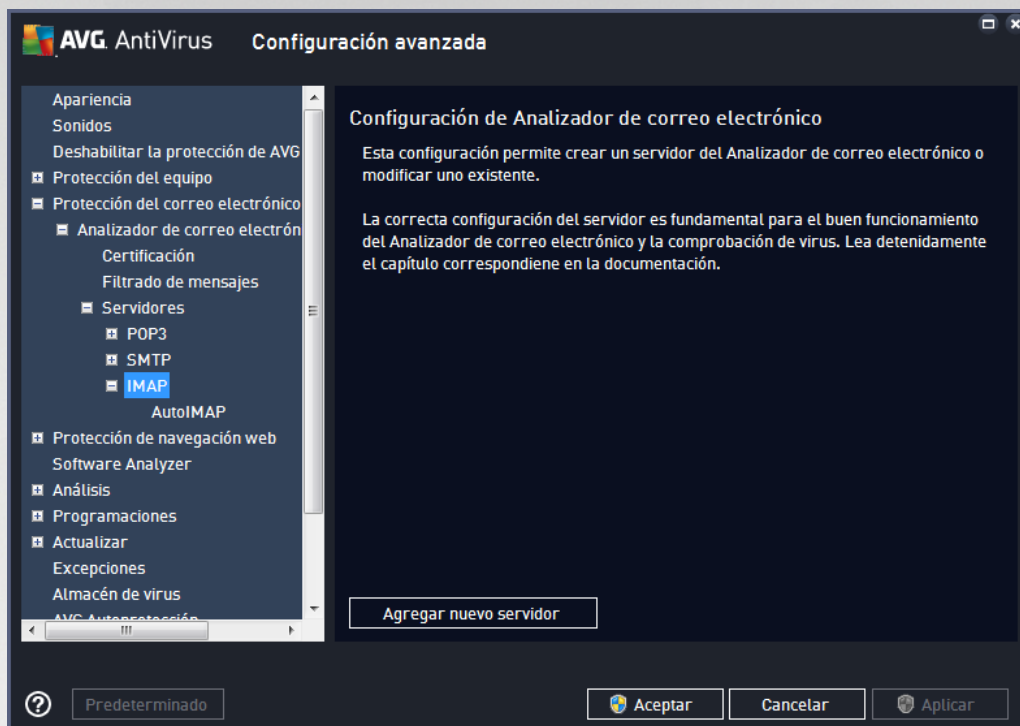 AVG. AntiVirus
Configuración avanzada
Apariencia
Sonidos
Deshabilitar la protección de AVG
Protección del equipo
Protección del correo electrónico
Analizador de correo electrón
Certificación
Filtrado de mensajes
Servidores
POP3
SMTP
IMAP
AutoIMAP
Protección de navegación web
Software Analyzer
Análisis
Programaciones
Actualizar
Excepciones
Almacén de virus
AVG Autoprotección
Configuración de Analizador de correo electrónico
Esta configuración permite crear un servidor del Analizador de correo electrónico o
modificar uno existente.
La correcta configuración del servidor es fundamental para el buen funcionamiento
del Analizador de correo electrónico y la comprobación de virus. Lea detenidamente
el capítulo correspondiene en la documentación.
Agregar nuevo servidor
Predeterminado
Aceptar
Cancelar
Aplicar